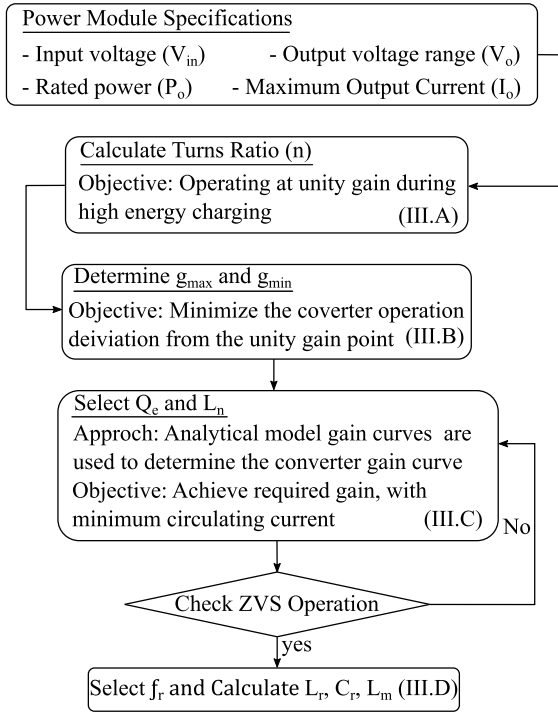 Power Module Specifications
- Input voltage (Vin) - Output voltage range (Vo)
- Rated power (Po) - Maximum Output Current (Io)
Calculate Turns Ratio (n)
Objective: Operating at unity gain during
high energy charging (III.A)
Determine gmax and gmin
Objective: Minimize the coverter operation
deiviation from the unity gain point (III.B)
Select Qe and Ln
Approch: Analytical model gain curves are
used to determine the converter gain curve
Objective: Achieve required gain, with
minimum circulating current (III.C)
No
Check ZVS Operation
yes
Select fr and Calculate Lr, Cr, Lm (III.D)